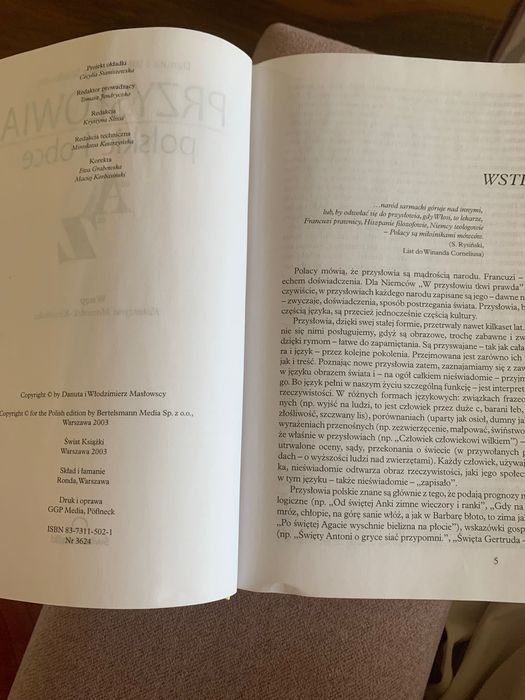 Projekt okładki
Cecylia Staniszewska
Redaktor prowadzący
Tomasz Jendryczko
Redakcja
Krystyna Śliwa
Redakcja techniczna
Mirosława Kostrzyńska
Korekta
Ewa Grabowska
Maciej Korbasiński
Copyright © by Danuta i Włodzimierz Masłowscy
Copyright © for the Polish edition by Bertelsmann Media Sp. z o.o.,
Warszawa 2003
Świat Książki
Warszawa 2003
Skład i łamanie
Ronda, Warszawa
Druk i oprawa
GGP Media, Pößneck
ISBN 83-7311-502-1
Nr 3624
WSTĘ
…naród sarmacki góruje nad innymi,
lub, by odwołać się do przysłowia, gdy Włosi, to lekarze,
Francuzi prawnicy, Hiszpanie filozofowie, Niemcy teologowie
– Polacy są miłośnikami mówców.
(S. Rysiński,
List do Winanda Corneliusa)
Polacy mówią, że przysłowia są mądrością narodu. Francuzi –
echem doświadczenia. Dla Niemców „W przysłowiu tkwi prawda”.
czywiście, w przysłowiach każdego narodu zapisane są jego – dawne n
– zwyczaje, doświadczenia, sposób postrzegania świata. Przysłowia, b
częścią języka, są przecież jednocześnie częścią kultury.
Przysłowia, dzięki swej stałej formie, przetrwały nawet kilkaset lat.
nie się nimi posługujemy, gdyż są obrazowe, trochę zabawne i zw
dzięki rymom – łatwe do zapamiętania. Są przyswajane – tak jak cała
ra i język – przez kolejne pokolenia. Przejmowana jest zarówno ich
jak i treść. Poznając nowe przysłowia zatem, zaznajamiamy się z zaw
w języku obrazem świata i – na ogół całkiem nieświadomie – przyjm
go. Bo język pełni w naszym życiu szczególną funkcję – jest interpret
rzeczywistości. W różnych formach językowych: związkach frazeo
nych (np. wyjść na ludzi, to jest człowiek przez duże c, barani łeb,
złośliwość, szczwany lis), porównaniach (uparty jak osioł, dumny jak
wyrażeniach przenośnych (np. zezwierzęcenie, małpować, świństwo
że właśnie w przysłowiach (np. „Człowiek człowiekowi wilkiem”) –
utrwalone oceny, sądy, przekonania o świecie (w przywołanych p
dach – o wyższości ludzi nad zwierzętami). Każdy człowiek, używaj
ka, nieświadomie odtwarza obraz rzeczywistości, jaki jego społec
w tym języku – także nieświadomie – „zapisało”.
Przysłowia polskie znane są głównie z tego, że podają prognozy m
logiczne (np. „Od świętej Anki zimne wieczory i ranki”, „Gdy na
mróz, chłopie, na górę sanie włóż, a jak w Barbarę błoto, to zima jak
„Po świętej Agacie wyschnie bielizna na płocie”), wskazówki gosp
(np. „Święty Antoni o gryce siać przypomni.”, „Święta Gertruda –
5